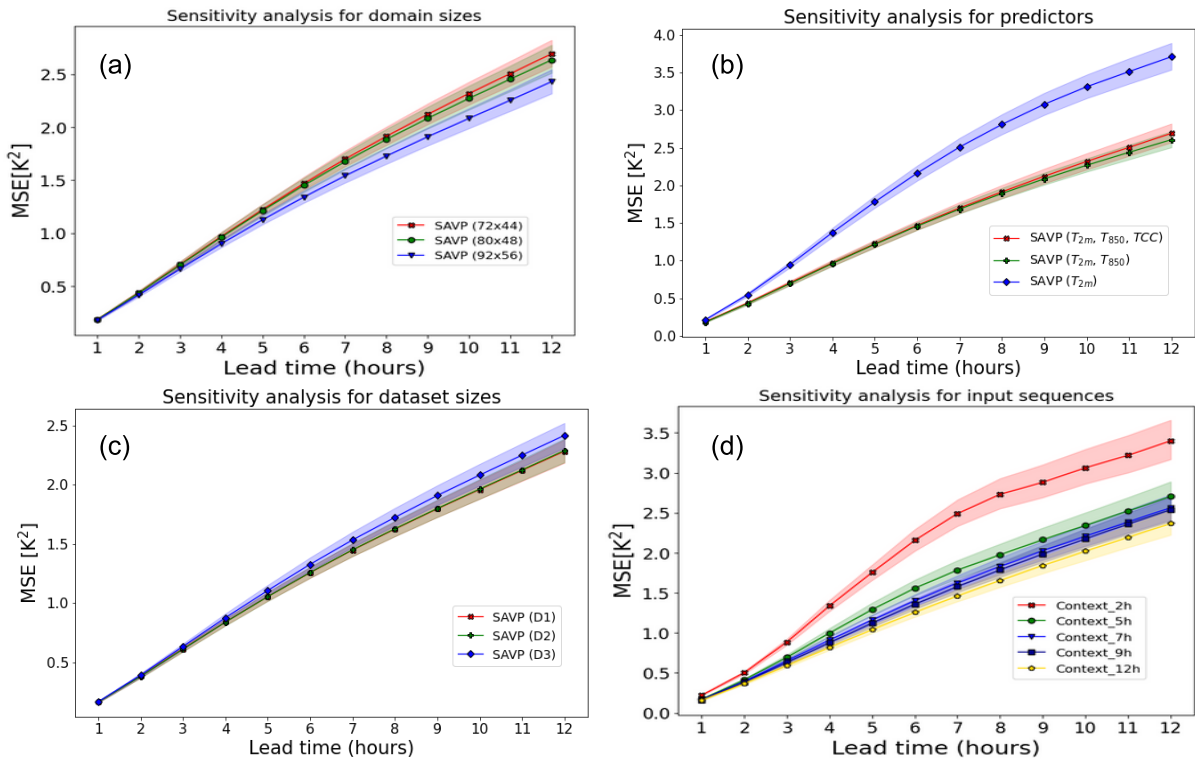 Sensitivity analysis for domain sizes
(a)
MSE[K²]
2.5
2.0
1.5
1.0
0.5
SAVP (72x44)
SAVP (80x48)
SAVP (92x56)
1 2 3 4 5 6 7 8 9 10 11 12
Lead time (hours)
Sensitivity analysis for predictors
(b)
MSE [K²]
4.0
3.5
3.0
2.5
2.0
1.5
1.0
0.5
0.0
SAVP (T₂ₘ, T₈₅₀, TCC)
SAVP (T₂ₘ, T₈₅₀)
SAVP (T₂ₘ)
1 2 3 4 5 6 7 8 9 10 11 12
Lead time (hours)
Sensitivity analysis for dataset sizes
(c)
MSE [K²]
2.5
2.0
1.5
1.0
0.5
SAVP (D1)
SAVP (D2)
SAVP (D3)
1 2 3 4 5 6 7 8 9 10 11 12
Lead time (hours)
Sensitivity analysis for input sequences
(d)
MSE[K²]
3.5
3.0
2.5
2.0
1.5
1.0
0.5
0.0
Context_2h
Context_5h
Context_7h
Context_9h
Context_12h
1 2 3 4 5 6 7 8 9 10 11 12
Lead time (hours)